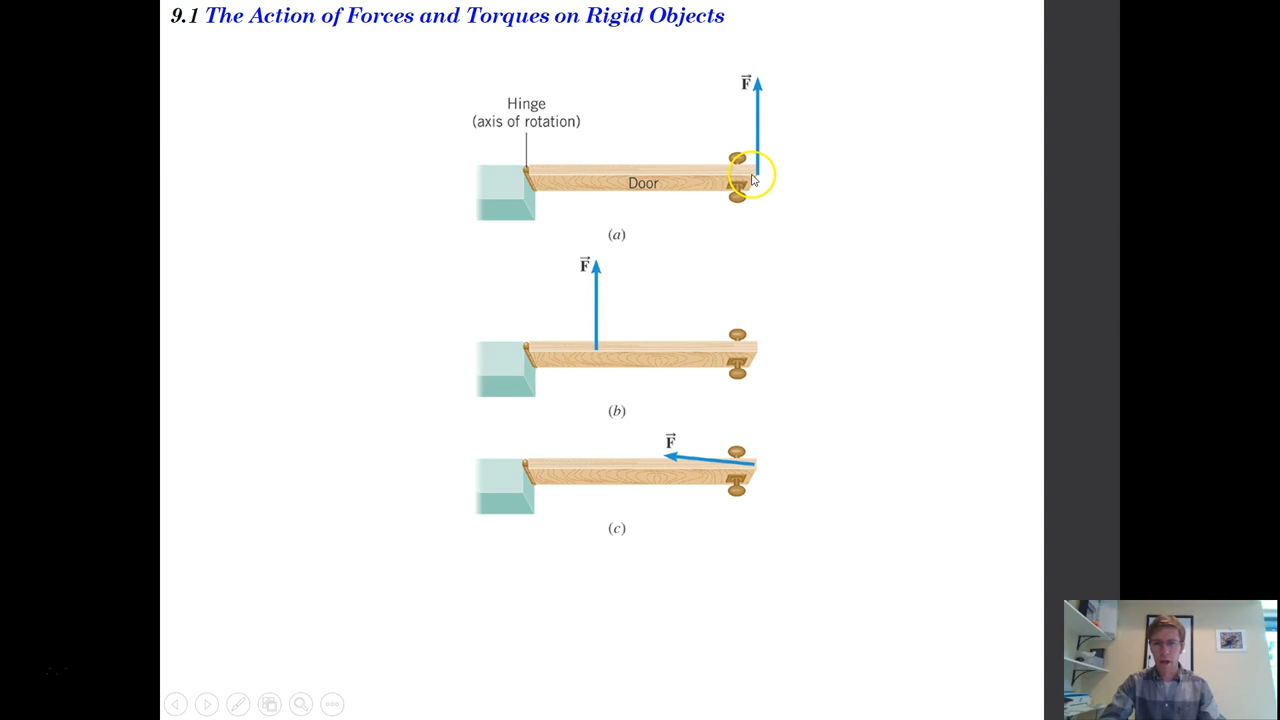 9.1 The Action of Forces and Torques on Rigid Objects
F⃗
Hinge
(axis of rotation)
Door
(a)
F⃗
(b)
F⃗
(c)